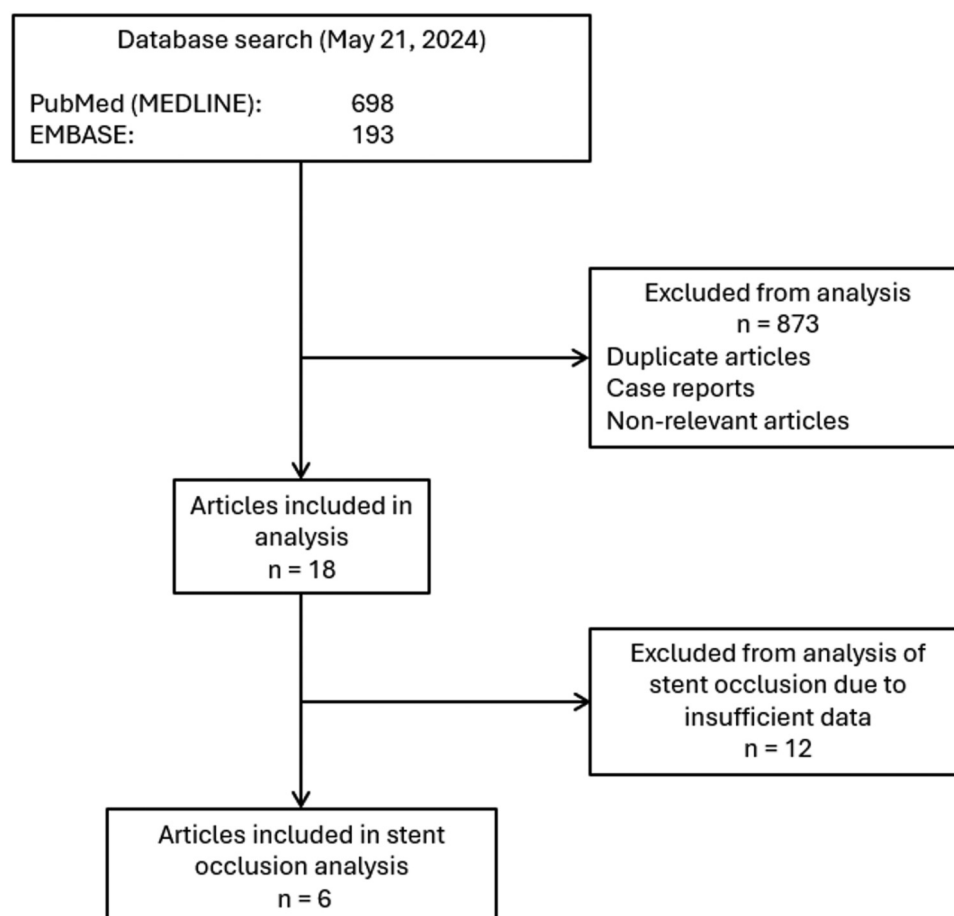 Database search (May 21, 2024)
PubMed (MEDLINE): 698
EMBASE: 193
Excluded from analysis
n = 873
Duplicate articles
Case reports
Non-relevant articles
Articles included in
analysis
n = 18
Excluded from analysis of
stent occlusion due to
insufficient data
n = 12
Articles included in stent
occlusion analysis
n = 6